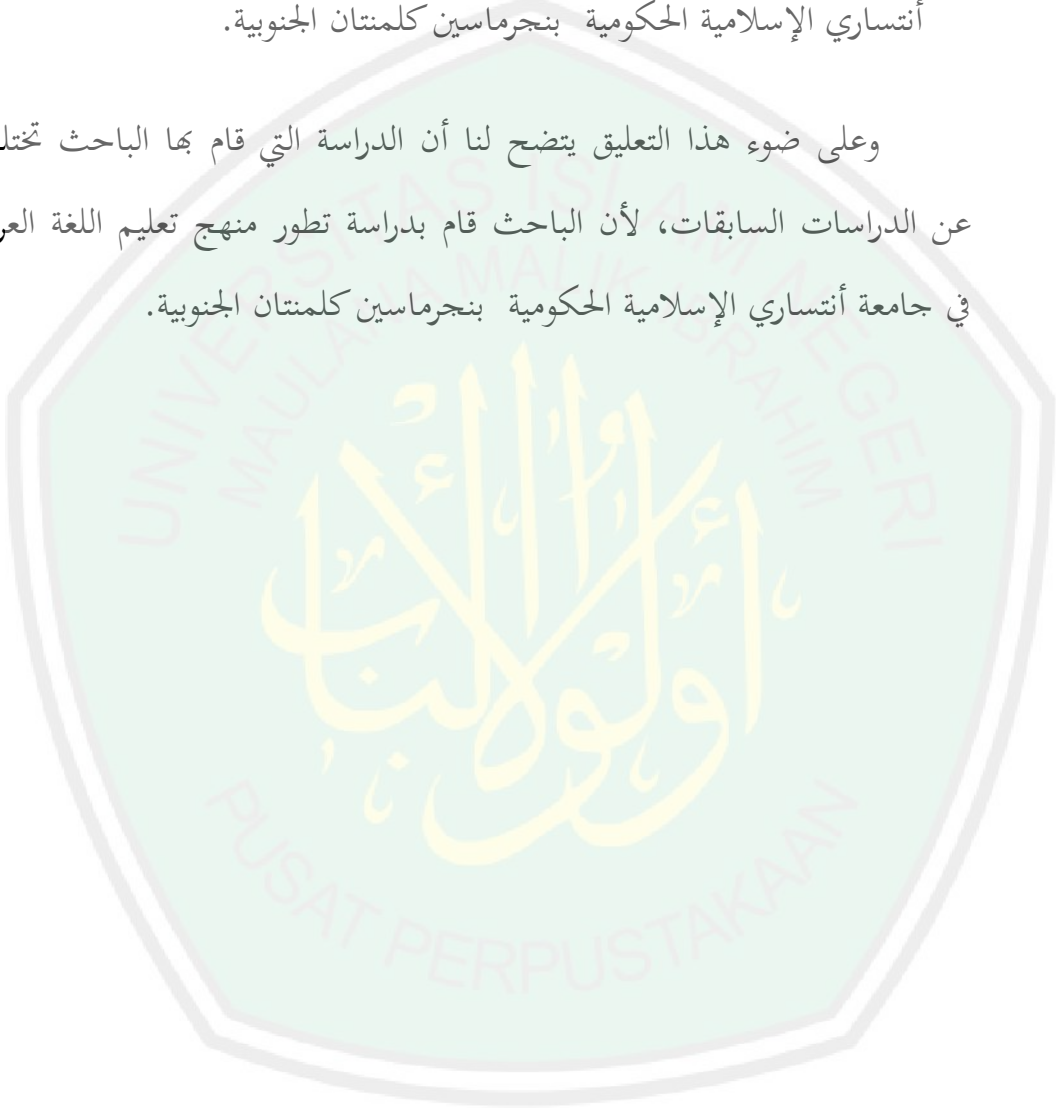 أنتساري الإسلامية الحكومية بنجرماسين كلمنتان الجنوبية.
وعلى ضوء هذا التعليق يتضح لنا أن الدراسة التي قام بها الباحث تختل
عن الدراسات السابقات، لأن الباحث قام بدراسة تطور منهج تعليم اللغة العر
في جامعة أنتساري الإسلامية الحكومية بنجرماسين كلمنتان الجنوبية.
UNIVERSITAS ISLAM NEGERI
MAULANA MALIK IBRAHIM
أولوا الألباب
PUSAT PERPUSTAKAAN